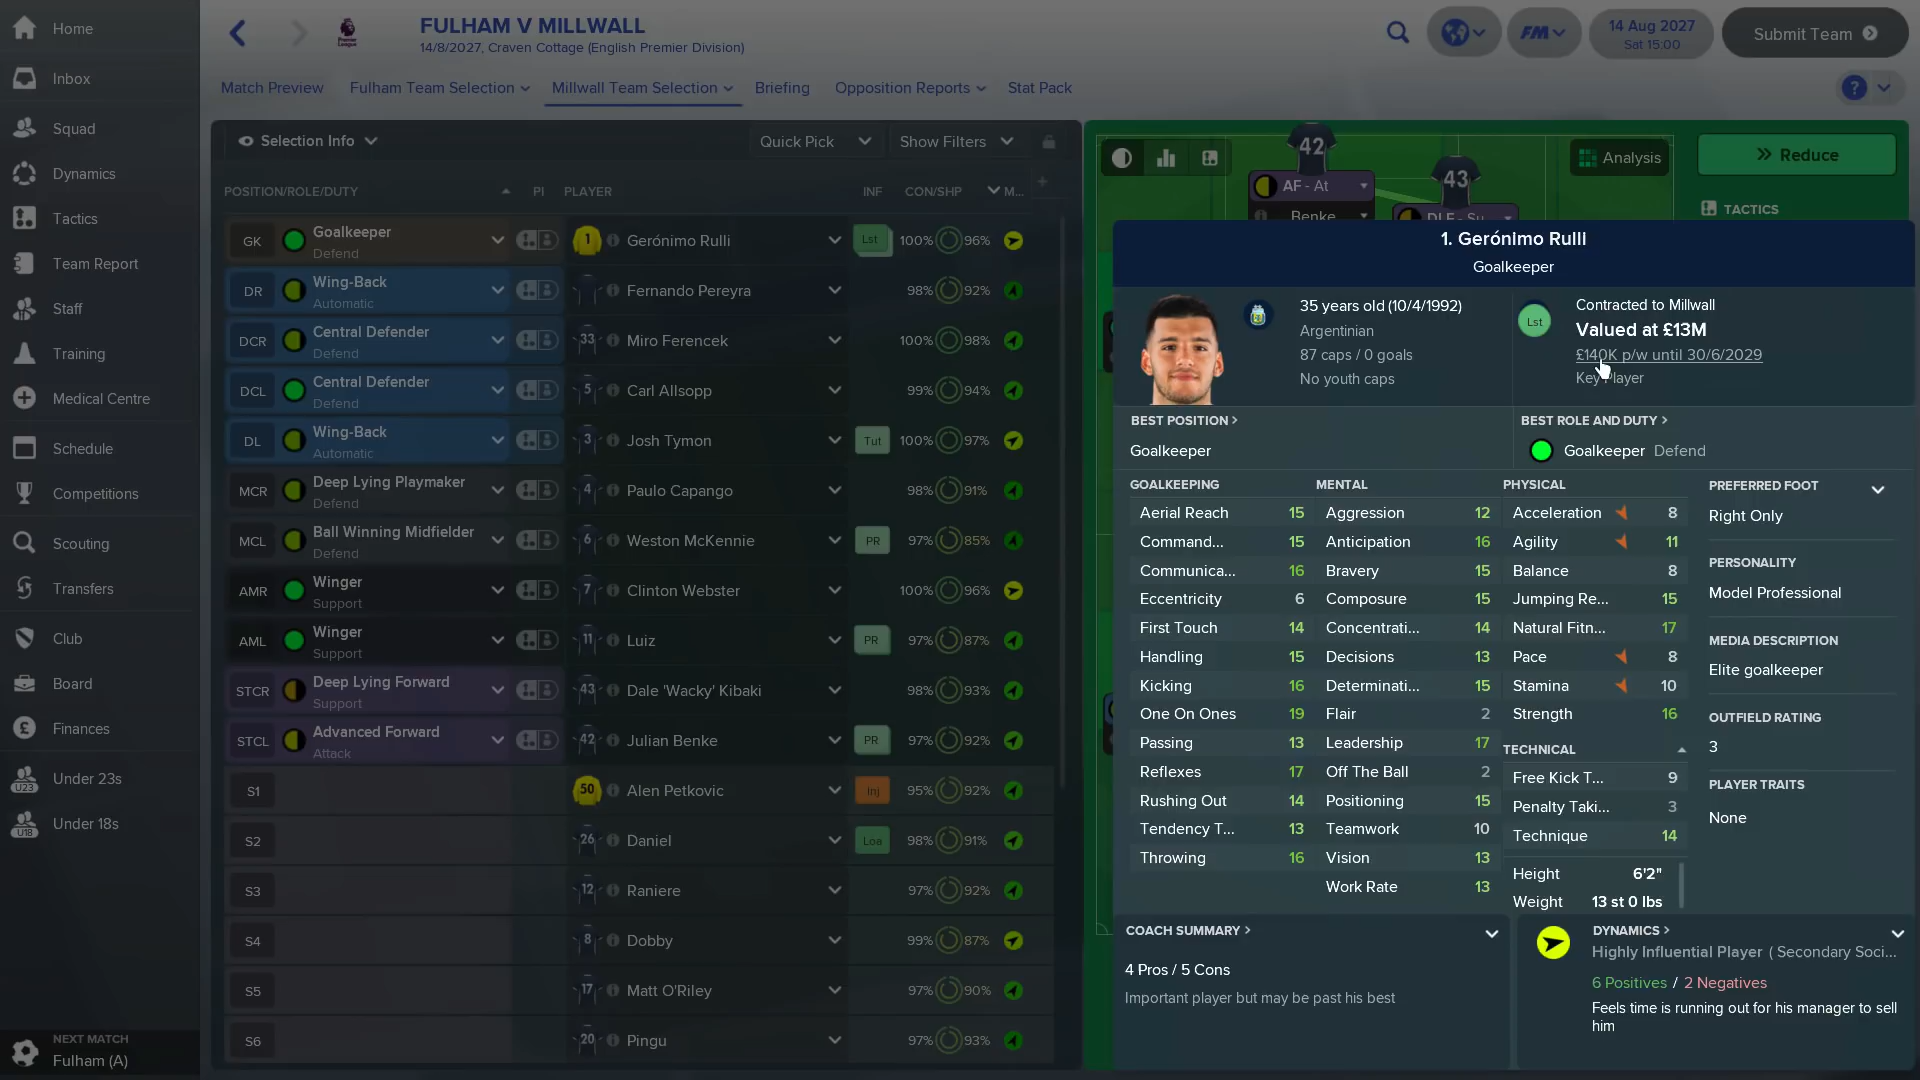 Home
Inbox
Squad
Dynamics
Tactics
Team Report
Staff
Training
Medical Centre
Schedule
Competitions
Scouting
Transfers
Club
Board
Finances
U23
Under 23s
U18
Under 18s
NEXT MATCH
Fulham (A)
Premier League
FULHAM V MILLWALL
14/8/2027, Craven Cottage (English Premier Division)
FM
14 Aug 2027
Sat 15:00
Submit Team
Match Preview
Fulham Team Selection
Millwall Team Selection
Briefing
Opposition Reports
Stat Pack
?
Selection Info
Quick Pick
Show Filters
POSITION/ROLE/DUTY PI PLAYER INF CON/SHP M...
GK Goalkeeper Defend 1 Gerónimo Rulli Lst 100% 96%
DR Wing-Back Automatic Fernando Pereyra 98% 92%
DCR Central Defender Defend 33 Miro Ferencek 100% 98%
DCL Central Defender Defend 5 Carl Allsopp 99% 94%
DL Wing-Back Automatic 3 Josh Tymon Tut 100% 97%
MCR Deep Lying Playmaker Defend 4 Paulo Capango 98% 91%
MCL Ball Winning Midfielder Defend 6 Weston McKennie PR 97% 85%
AMR Winger Support 7 Clinton Webster 100% 96%
AML Winger Support 11 Luiz PR 97% 87%
STCR Deep Lying Forward Support 43 Dale 'Wacky' Kibaki 98% 93%
STCL Advanced Forward Attack 42 Julian Benke PR 97% 92%
S1 50 Alen Petkovic Inj 95% 92%
S2 26 Daniel Loa 98% 91%
S3 12 Raniere 97% 92%
S4 8 Dobby 99% 87%
S5 17 Matt O'Riley 97% 90%
S6 20 Pingu 97% 93%
42
AF - At
Benke
43
DLF - Su
Analysis
Reduce
TACTICS
1. Gerónimo Rulli
Goalkeeper
35 years old (10/4/1992)
Argentinian
87 caps / 0 goals
No youth caps
Lst
Contracted to Millwall
Valued at £13M
£140K p/w until 30/6/2029
Key Player
BEST POSITION >
Goalkeeper
BEST ROLE AND DUTY >
Goalkeeper Defend
GOALKEEPING
Aerial Reach 15
Command... 15
Communica... 16
Eccentricity 6
First Touch 14
Handling 15
Kicking 16
One On Ones 19
Passing 13
Reflexes 17
Rushing Out 14
Tendency T... 13
Throwing 16
MENTAL
Aggression 12
Anticipation 16
Bravery 15
Composure 15
Concentrati... 14
Decisions 13
Determinati... 15
Flair 2
Leadership 17
Off The Ball 2
Positioning 15
Teamwork 10
Vision 13
Work Rate 13
PHYSICAL
Acceleration 8
Agility 11
Balance 8
Jumping Re... 15
Natural Fitn... 17
Pace 8
Stamina 10
Strength 16
TECHNICAL
Free Kick T... 9
Penalty Taki... 3
Technique 14
Height 6'2"
Weight 13 st 0 lbs
PREFERRED FOOT
Right Only
PERSONALITY
Model Professional
MEDIA DESCRIPTION
Elite goalkeeper
OUTFIELD RATING
3
PLAYER TRAITS
None
COACH SUMMARY >
4 Pros / 5 Cons
Important player but may be past his best
DYNAMICS >
Highly Influential Player ( Secondary Soci...
6 Positives / 2 Negatives
Feels time is running out for his manager to sell
him